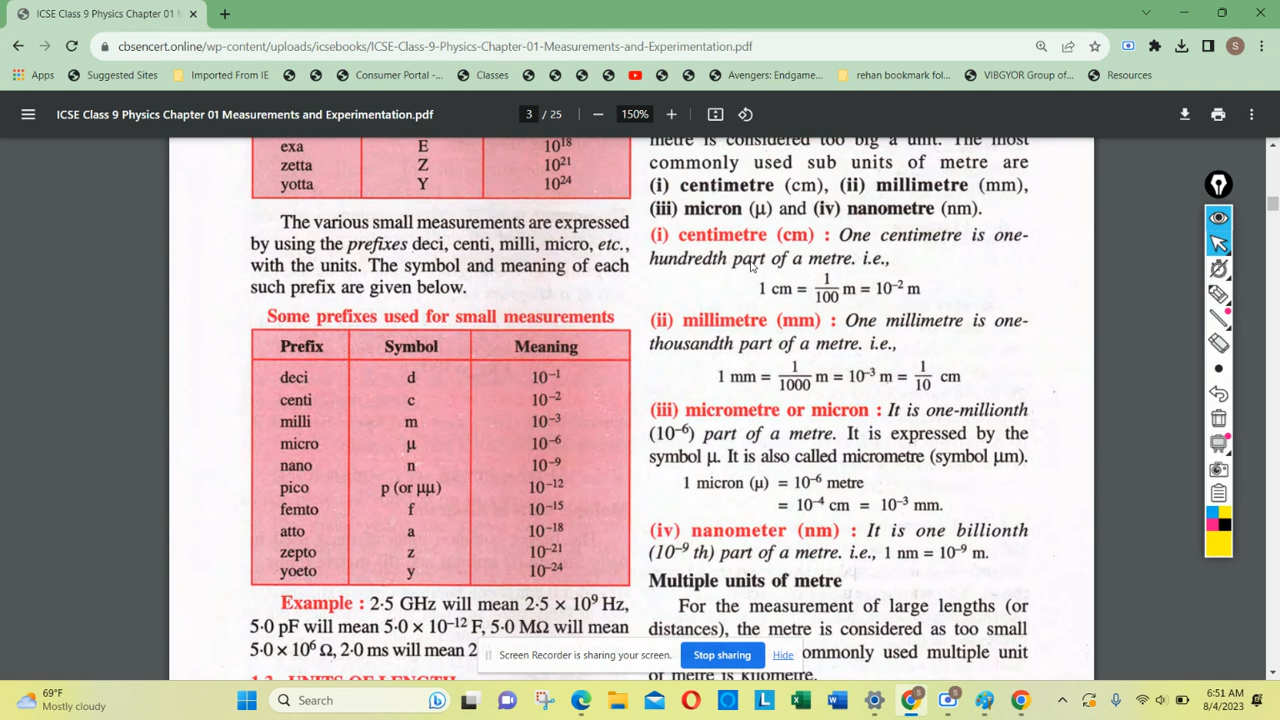 ICSE Class 9 Physics Chapter 01 M
cbsencert.online/wp-content/uploads/icsebooks/ICSE-Class-9-Physics-Chapter-01-Measurements-and-Experimentation.pdf
S
Apps
Suggested Sites
Imported From IE
Consumer Portal -...
Classes
Avengers: Endgame...
rehan bookmark fol...
VIBGYOR Group of...
Resources
ICSE Class 9 Physics Chapter 01 Measurements and Experimentation.pdf
3 / 25
150%
exa E 10¹⁸
zetta Z 10²¹
yotta Y 10²⁴
The various small measurements are expressed
by using the prefixes deci, centi, milli, micro, etc.,
with the units. The symbol and meaning of each
such prefix are given below.
Some prefixes used for small measurements
Prefix Symbol Meaning
deci d 10⁻¹
centi c 10⁻²
milli m 10⁻³
micro μ 10⁻⁶
nano n 10⁻⁹
pico p (or μμ) 10⁻¹²
femto f 10⁻¹⁵
atto a 10⁻¹⁸
zepto z 10⁻²¹
yoeto y 10⁻²⁴
Example : 2·5 GHz will mean 2·5 × 10⁹ Hz,
5·0 pF will mean 5·0 × 10⁻¹² F, 5·0 MΩ will mean
5·0 × 10⁶ Ω, 2·0 ms will mean 2
1.3 UNITS OF LENGTH
metre is considered too big a unit. The most
commonly used sub units of metre are
(i) centimetre (cm), (ii) millimetre (mm),
(iii) micron (μ) and (iv) nanometre (nm).
(i) centimetre (cm) : One centimetre is one-
hundredth part of a metre. i.e.,
1 cm = 1/100 m = 10⁻² m
(ii) millimetre (mm) : One millimetre is one-
thousandth part of a metre. i.e.,
1 mm = 1/1000 m = 10⁻³ m = 1/10 cm
(iii) micrometre or micron : It is one-millionth
(10⁻⁶) part of a metre. It is expressed by the
symbol μ. It is also called micrometre (symbol μm).
1 micron (μ) = 10⁻⁶ metre
= 10⁻⁴ cm = 10⁻³ mm.
(iv) nanometer (nm) : It is one billionth
(10⁻⁹ th) part of a metre. i.e., 1 nm = 10⁻⁹ m.
Multiple units of metre
For the measurement of large lengths (or
distances), the metre is considered as too small
commonly used multiple unit
of metre is kilometre.
Screen Recorder is sharing your screen.
Stop sharing
Hide
69°F
Mostly cloudy
Search
6:51 AM
8/4/2023